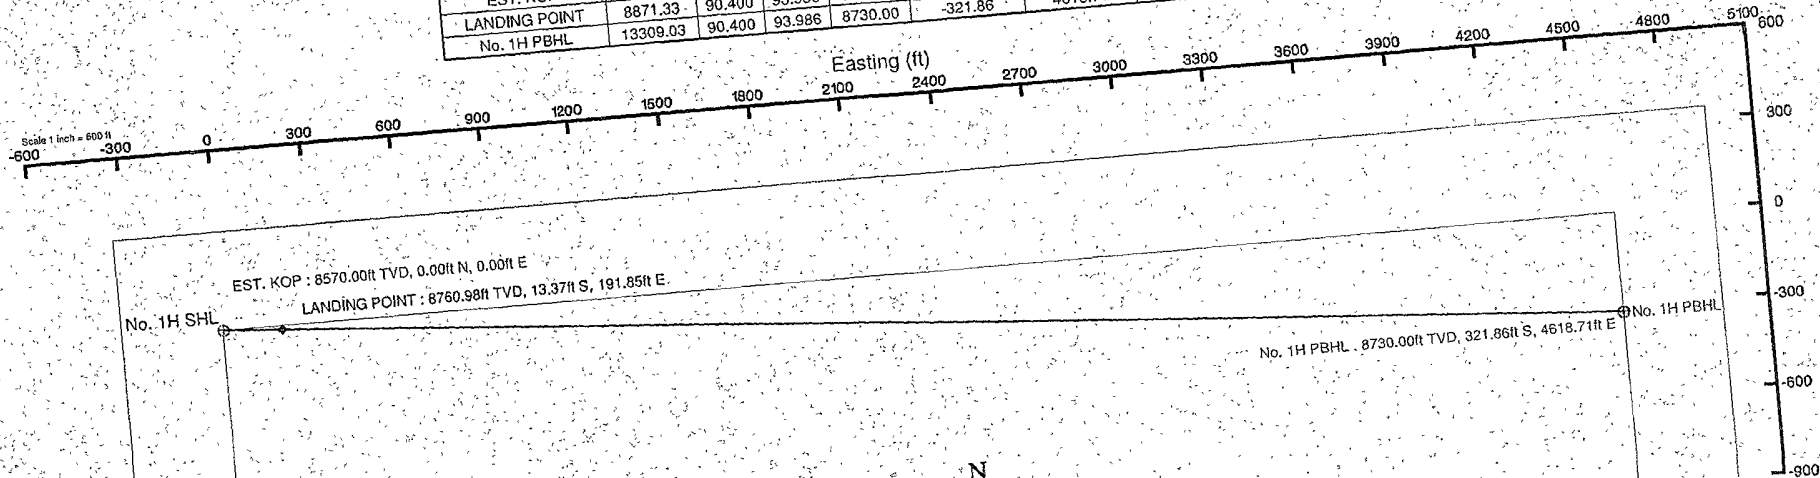 LANDING POINT 8871.33 90.400
No. 1H PBHL 13309.03 90.400 93.986 8730.00 -321.86
Easting (ft)
Scale 1 inch = 600 ft
-600 -300 0 300 600 900 1200 1500 1800 2100 2400 2700 3000 3300 3600 3900 4200 4500 4800 5100
600
300
0
-300
-600
-900
EST. KOP : 8570.00ft TVD, 0.00ft N, 0.00ft E
LANDING POINT : 8760.98ft TVD, 13.37ft S, 191.85ft E
No. 1H SHL
No. 1H PBHL
No. 1H PBHL . 8730.00ft TVD, 321.86ft S, 4618.71ft E
N